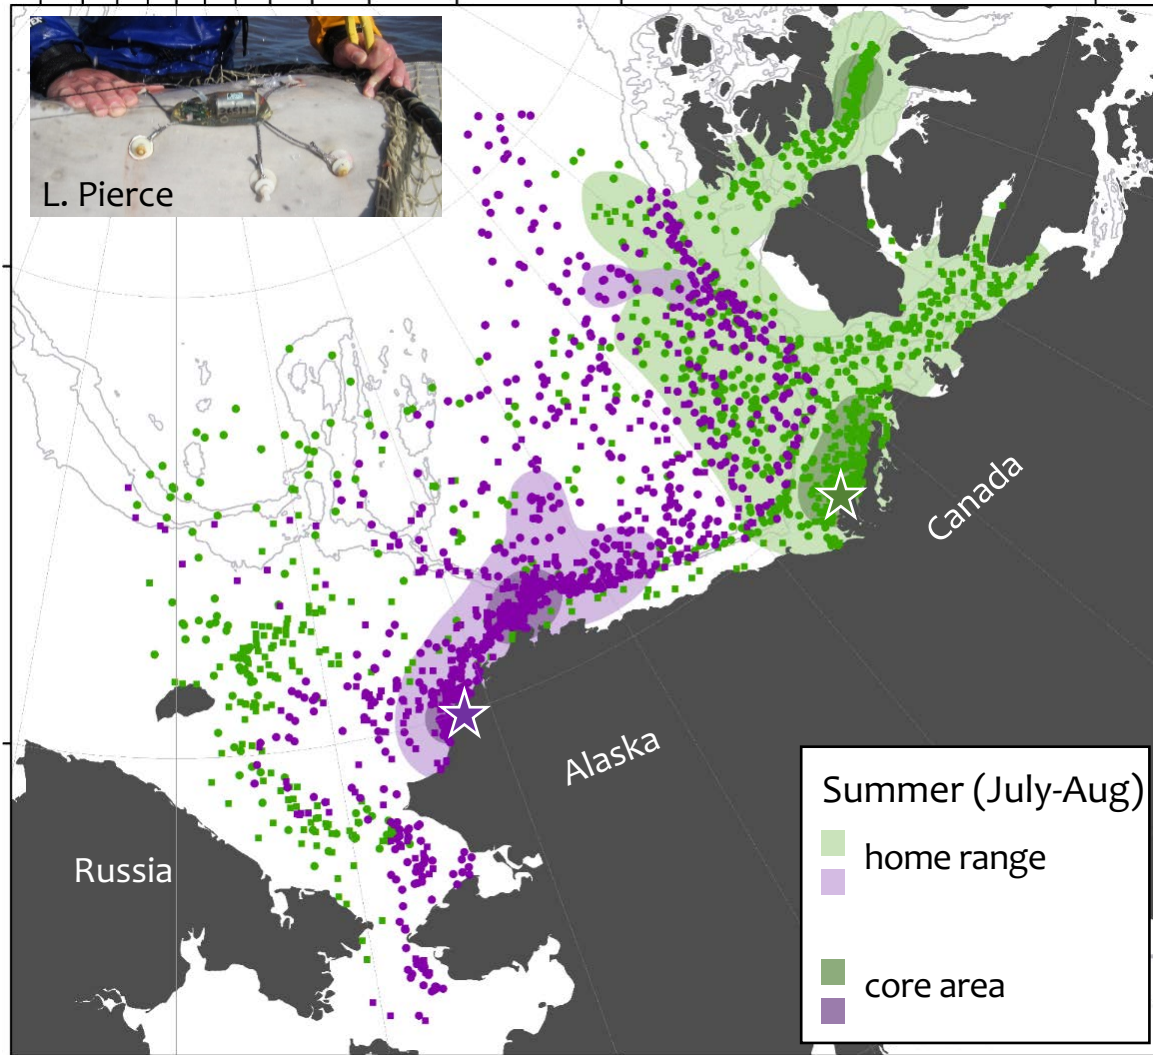 L. Pierce
Canada
Alaska
Russia
Summer (July-Aug)
home range
core area